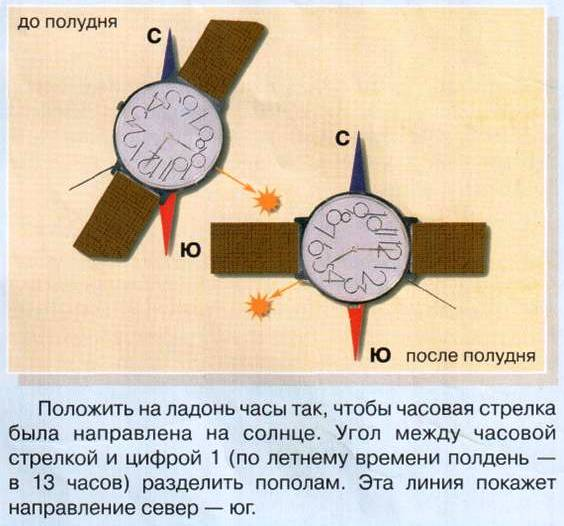 до полудня
С
Ю
С
Ю
после полудня
Положить на ладонь часы так, чтобы часовая стрелка
была направлена на солнце. Угол между часовой
стрелкой и цифрой 1 (по летнему времени полдень —
в 13 часов) разделить пополам. Эта линия покажет
направление север — юг.